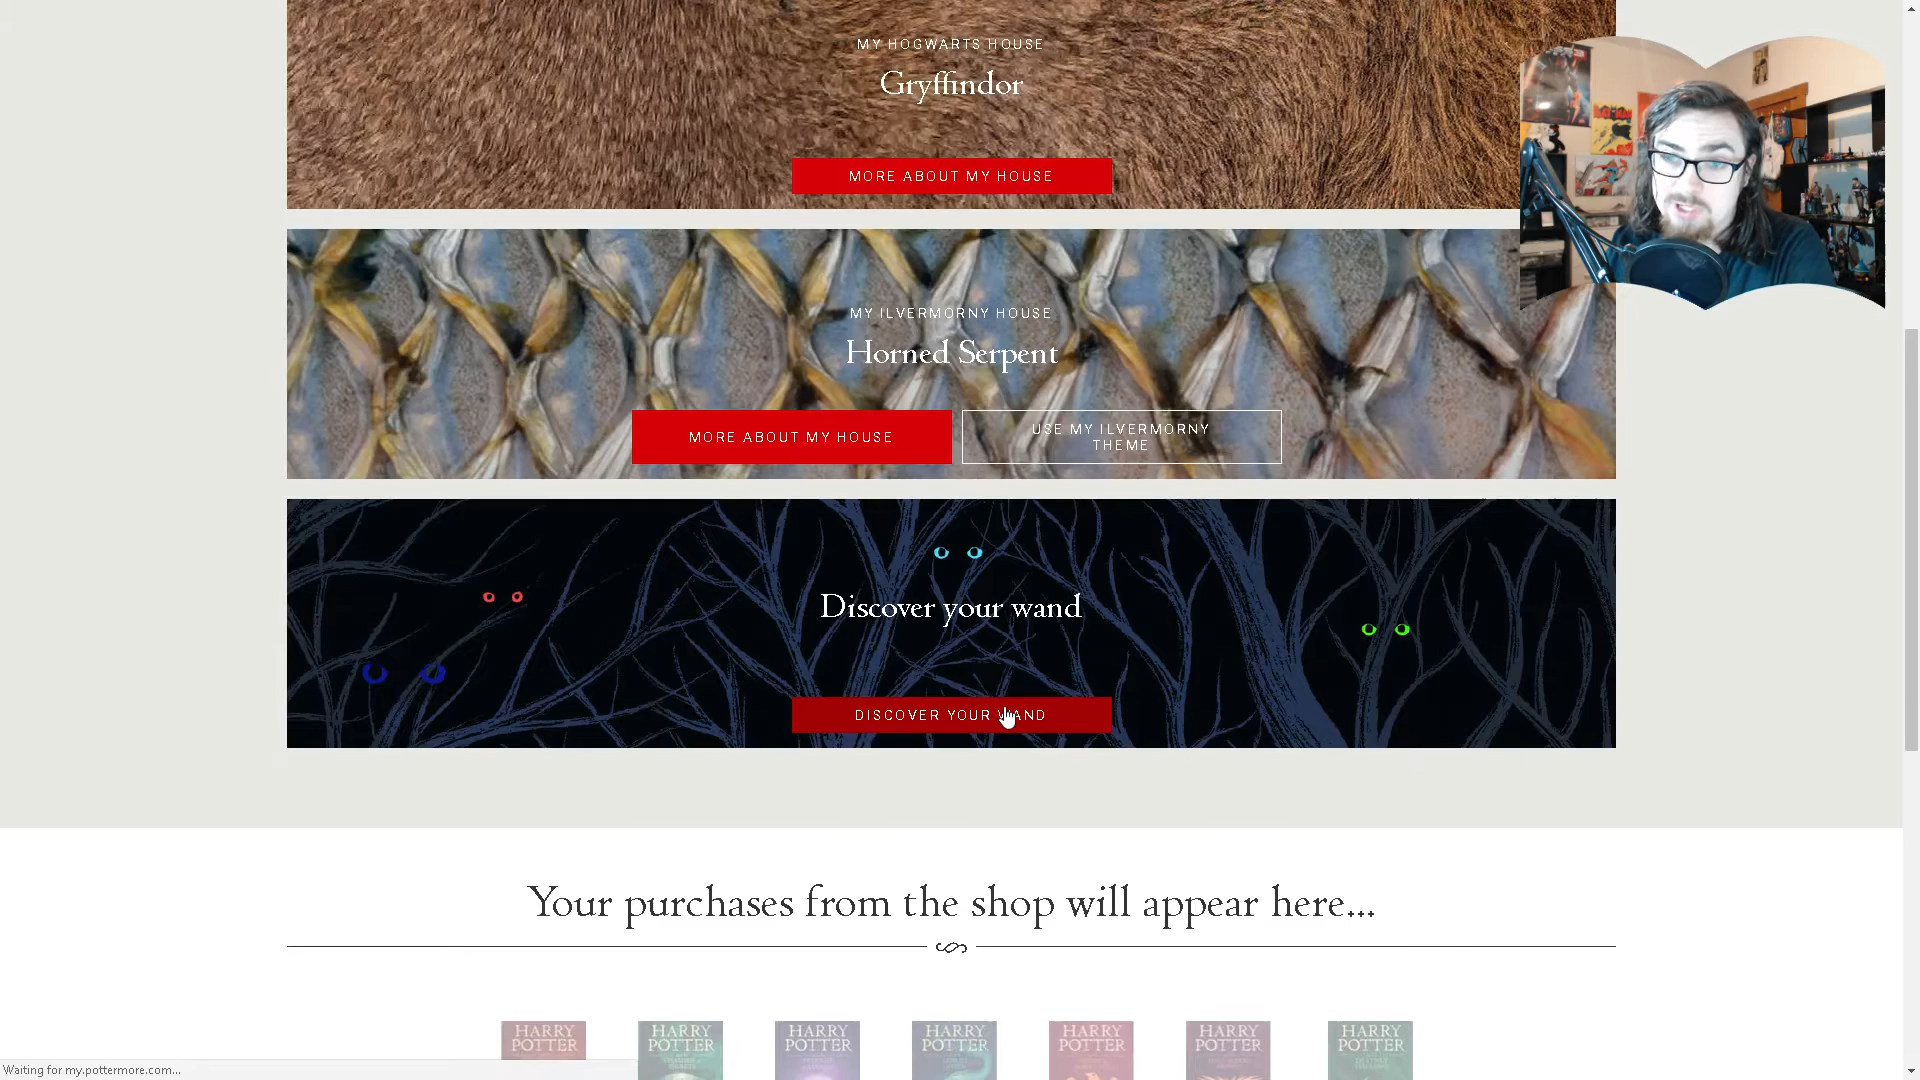 MY HOGWARTS HOUSE
Gryffindor
MORE ABOUT MY HOUSE
MY ILVERMORNY HOUSE
Horned Serpent
MORE ABOUT MY HOUSE
USE MY ILVERMORNY
THEME
Discover your wand
DISCOVER YOUR WAND
Your purchases from the shop will appear here...
HARRY POTTER
HARRY POTTER
HARRY POTTER
HARRY POTTER
HARRY POTTER
HARRY POTTER
HARRY POTTER
Waiting for my.pottermore.com...